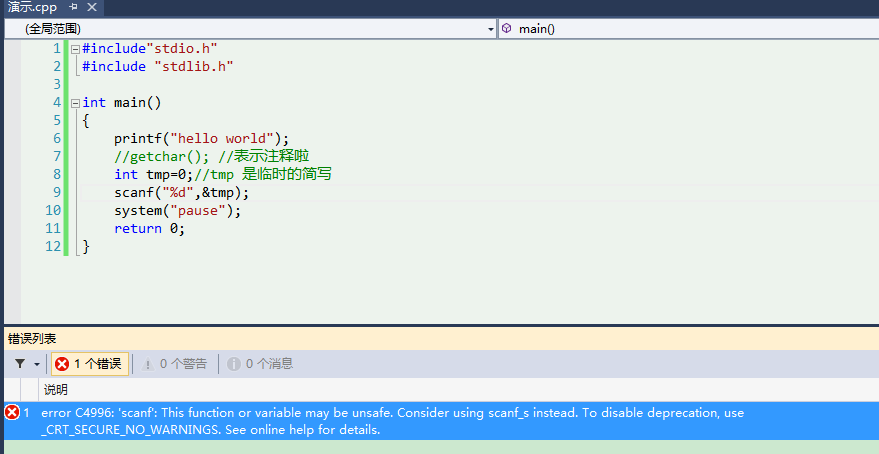 演示.cpp
(全局范围) main()
1 #include"stdio.h"
2 #include "stdlib.h"
3
4 int main()
5 {
6 printf("hello world");
7 //getchar(); //表示注释啦
8 int tmp=0;//tmp 是临时的简写
9 scanf("%d",&tmp);
10 system("pause");
11 return 0;
12 }
错误列表
1 个错误 0 个警告 0 个消息
说明
1 error C4996: 'scanf': This function or variable may be unsafe. Consider using scanf_s instead. To disable deprecation, use
_CRT_SECURE_NO_WARNINGS. See online help for details.